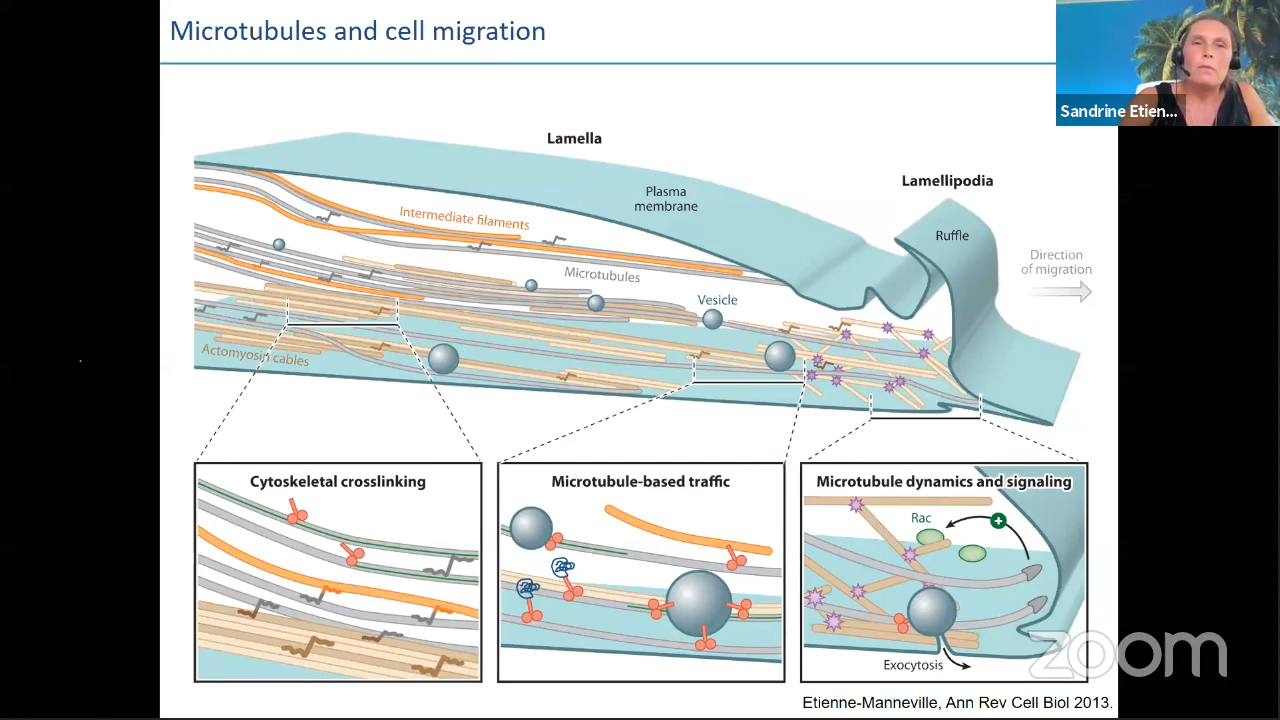 Microtubules and cell migration
Sandrine Etien...
Lamella
Lamellipodia
Plasma
membrane
Ruffle
Intermediate filaments
Direction
of migration
Microtubules
Vesicle
Actomyosin cables
Cytoskeletal crosslinking
Microtubule-based traffic
Microtubule dynamics and signaling
Rac
+
Exocytosis
zoom
Etienne-Manneville, Ann Rev Cell Biol 2013.